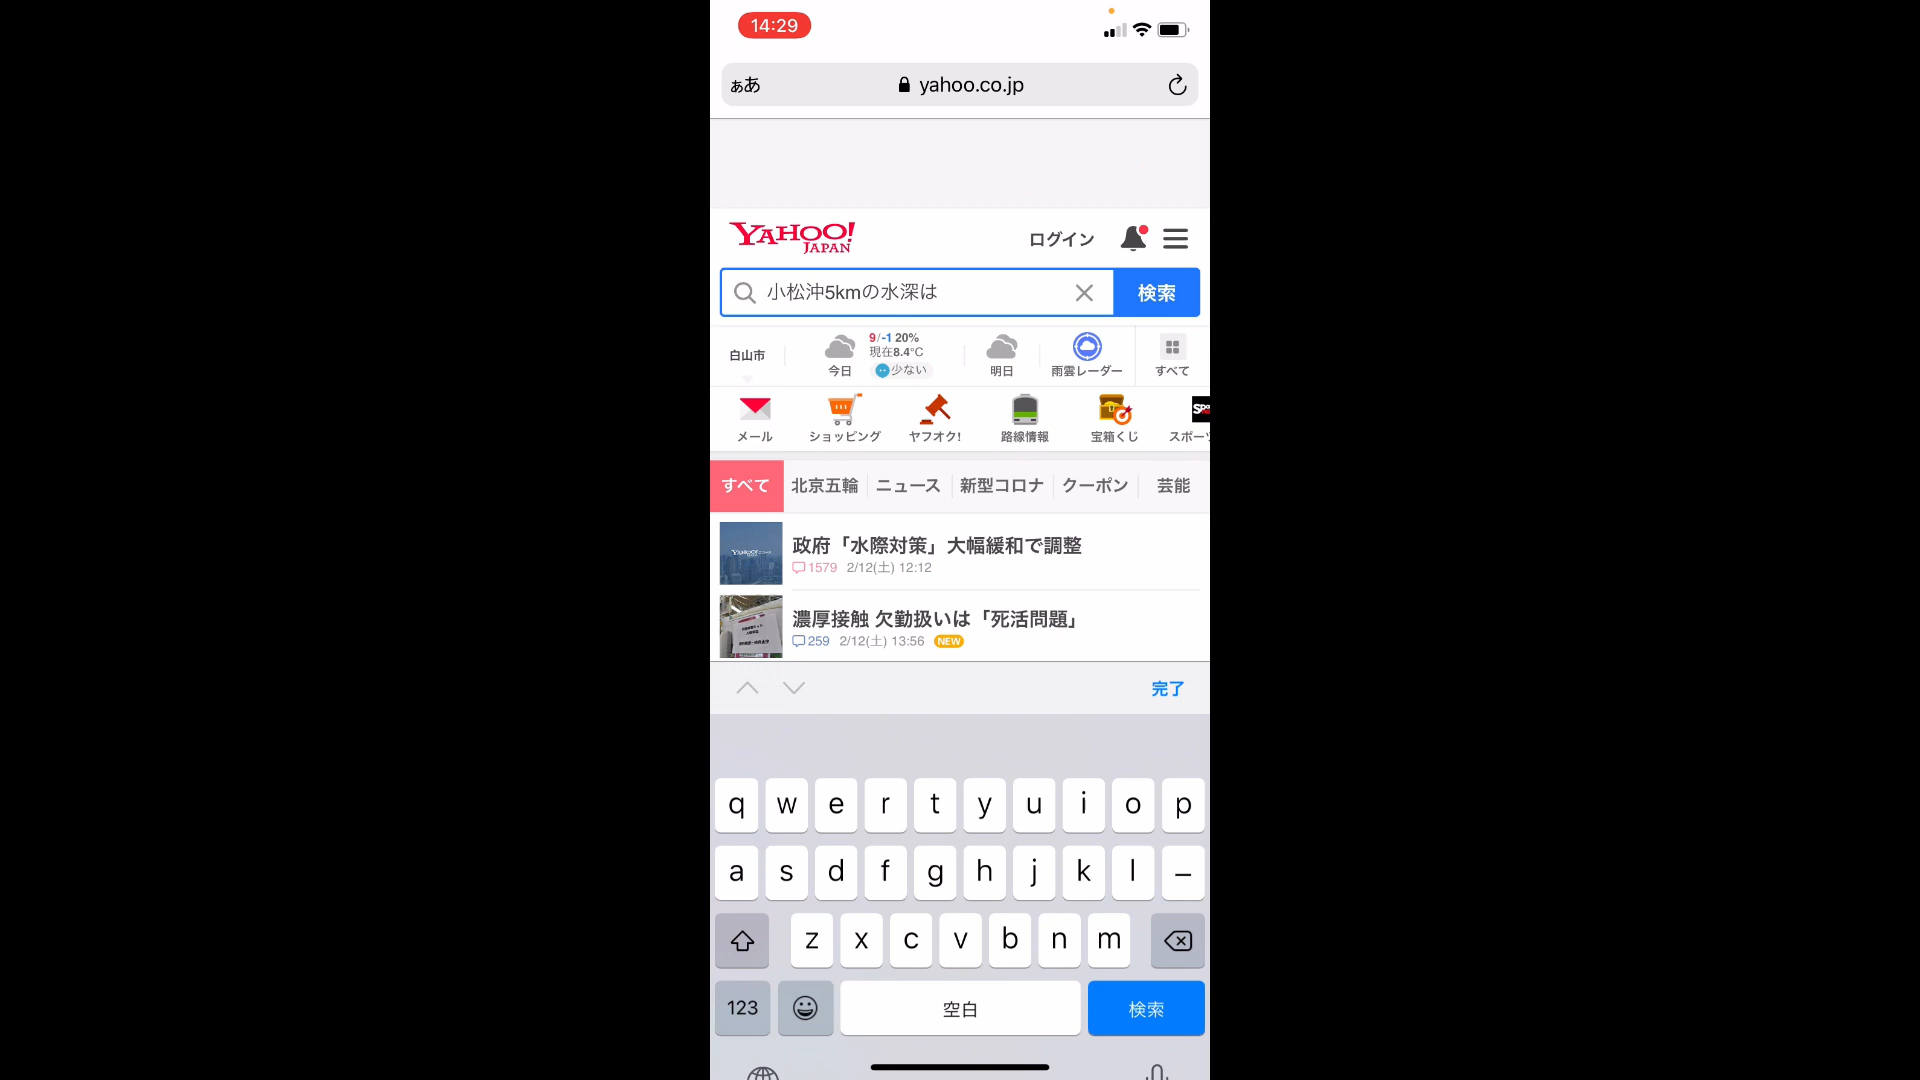 14:29
ぁあ yahoo.co.jp
YAHOO!
JAPAN
ログイン
小松沖5kmの水深は
検索
白山市
9/-1 20%
現在8.4℃
少ない
今日
明日
雨雲レーダー
すべて
メール
ショッピング
ヤフオク!
路線情報
宝箱くじ
スポーツ
すべて 北京五輪 ニュース 新型コロナ クーポン 芸能
政府「水際対策」大幅緩和で調整
1579 2/12(土) 12:12
濃厚接触 欠勤扱いは「死活問題」
259 2/12(土) 13:56 NEW
完了
q w e r t y u i o p
a s d f g h j k l ー
z x c v b n m
123 空白 検索